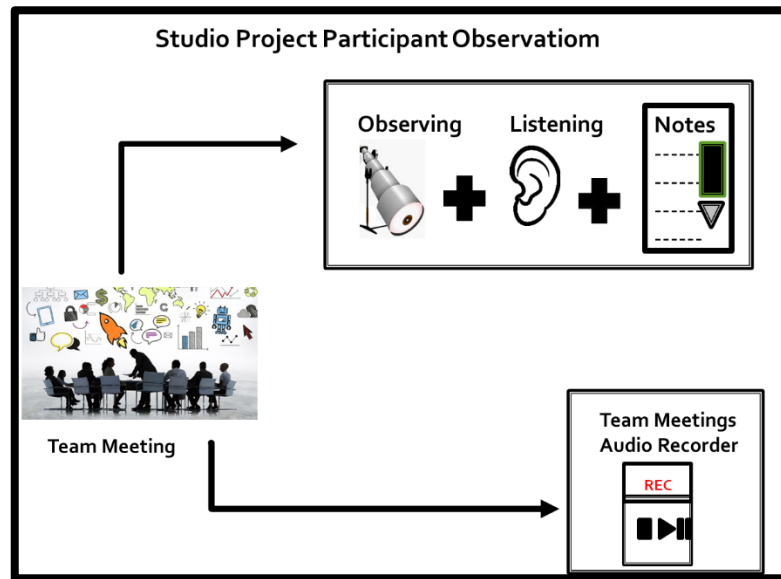 Studio Project Participant Observatiom
Observing
Listening
Notes
Team Meeting
Team Meetings
Audio Recorder
REC